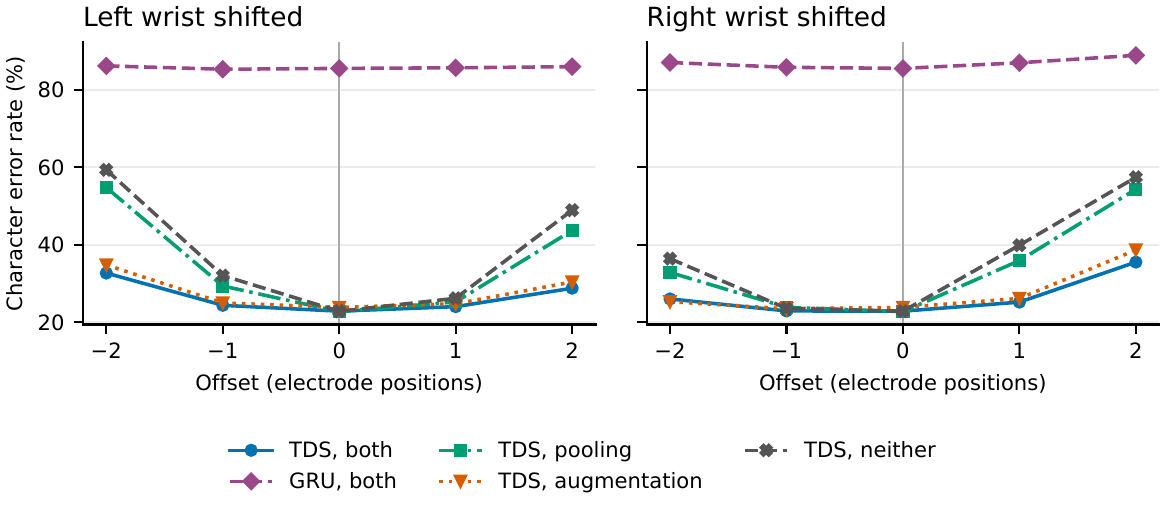 Left wrist shifted
Right wrist shifted
Character error rate (%)
80
60
40
20
−2 −1 0 1 2
−2 −1 0 1 2
Offset (electrode positions)
Offset (electrode positions)
TDS, both
TDS, pooling
TDS, neither
GRU, both
TDS, augmentation